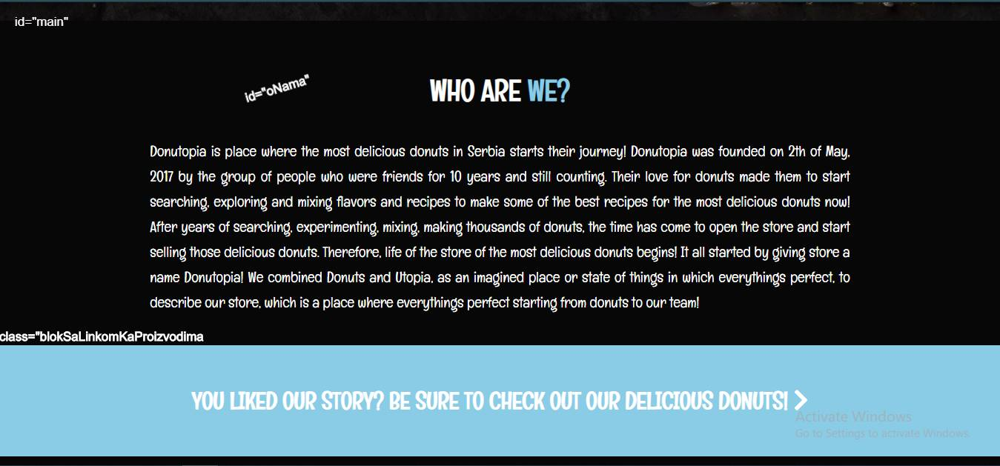 id="main"
id="oNama"
WHO ARE WE?
Donutopia is place where the most delicious donuts in Serbia starts their journey! Donutopia was founded on 2th of May,
2017 by the group of people who were friends for 10 years and still counting. Their love for donuts made them to start
searching, exploring and mixing flavors and recipes to make some of the best recipes for the most delicious donuts now!
After years of searching, experimenting, mixing, making thousands of donuts, the time has come to open the store and start
selling those delicious donuts. Therefore, life of the store of the most delicious donuts begins! It all started by giving store a
name Donutopia! We combined Donuts and Utopia, as an imagined place or state of things in which everythings perfect, to
describe our store, which is a place where everythings perfect starting from donuts to our team!
class="blokSaLinkomKaProizvodima
YOU LIKED OUR STORY? BE SURE TO CHECK OUT OUR DELICIOUS DONUTS!
Activate Windows
Go to Settings to activate Windows.